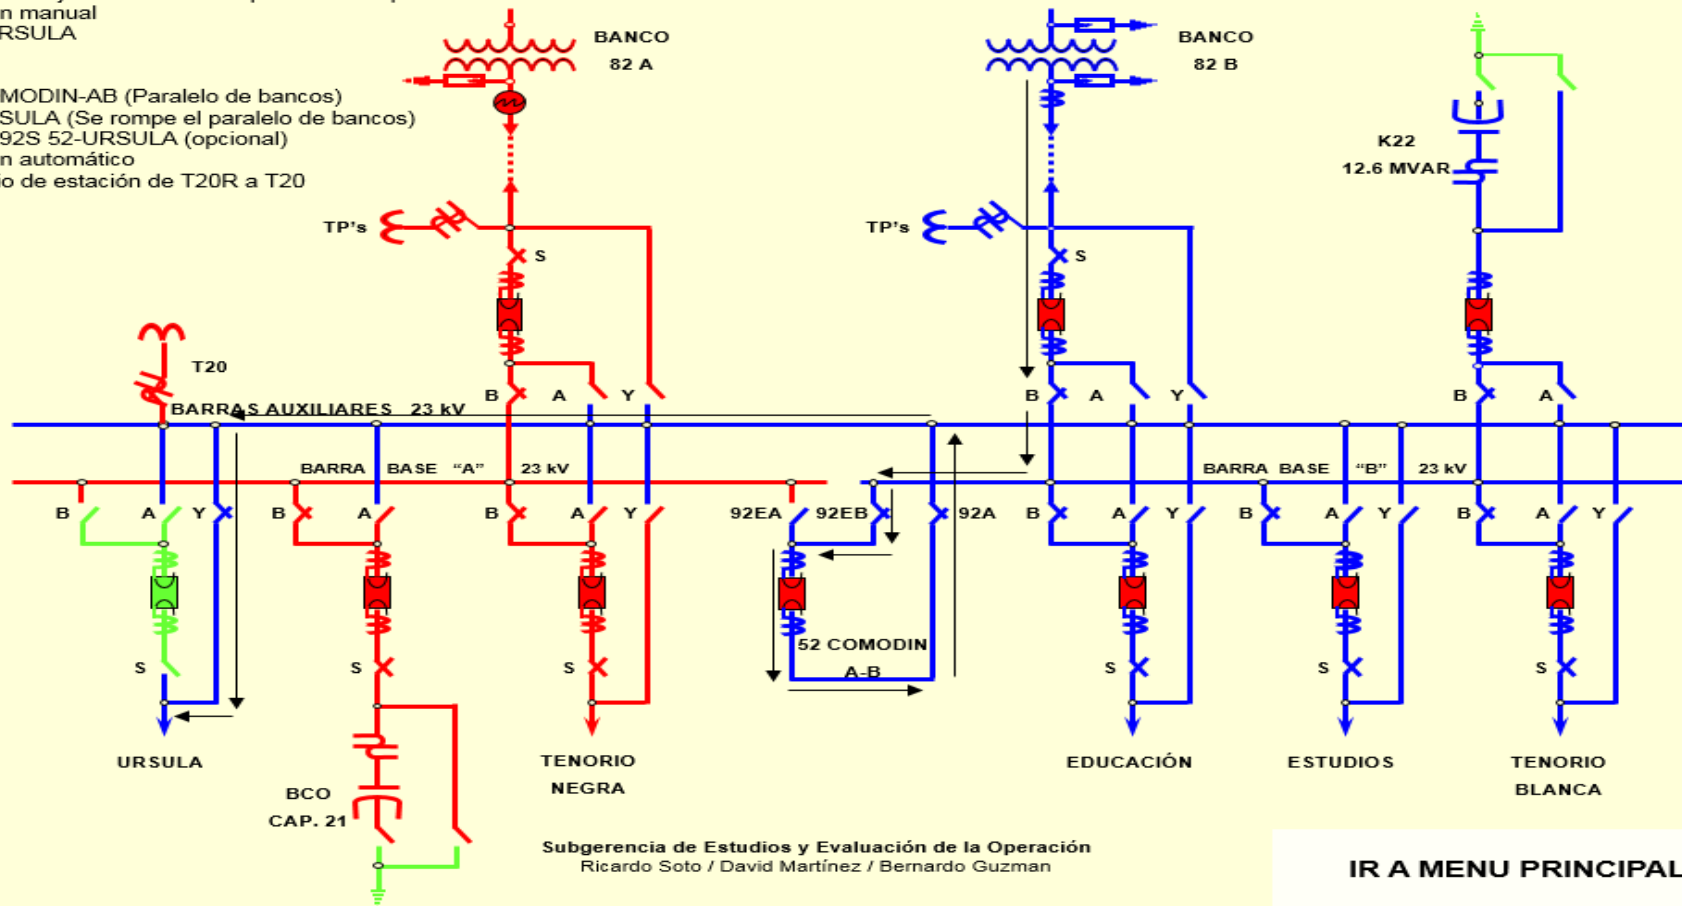 n manual
RSULA
MODIN-AB (Paralelo de bancos)
SULA (Se rompe el paralelo de bancos)
92S 52-URSULA (opcional)
n automático
io de estación de T20R a T20
BANCO
82 A
BANCO
82 B
K22
12.6 MVAR
TP's
S
TP's
S
T20
B A Y
B A Y
B A
BARRAS AUXILIARES 23 kV
BARRA BASE "A" 23 kV
BARRA BASE "B" 23 kV
B A Y
B A
B A Y
92EA 92EB 92A
B A Y
B A Y
B A Y
52 COMODIN
A-B
S
S
S
S
S
S
URSULA
BCO
CAP. 21
TENORIO
NEGRA
EDUCACIÓN
ESTUDIOS
TENORIO
BLANCA
Subgerencia de Estudios y Evaluación de la Operación
Ricardo Soto / David Martínez / Bernardo Guzman
IR A MENU PRINCIPAL